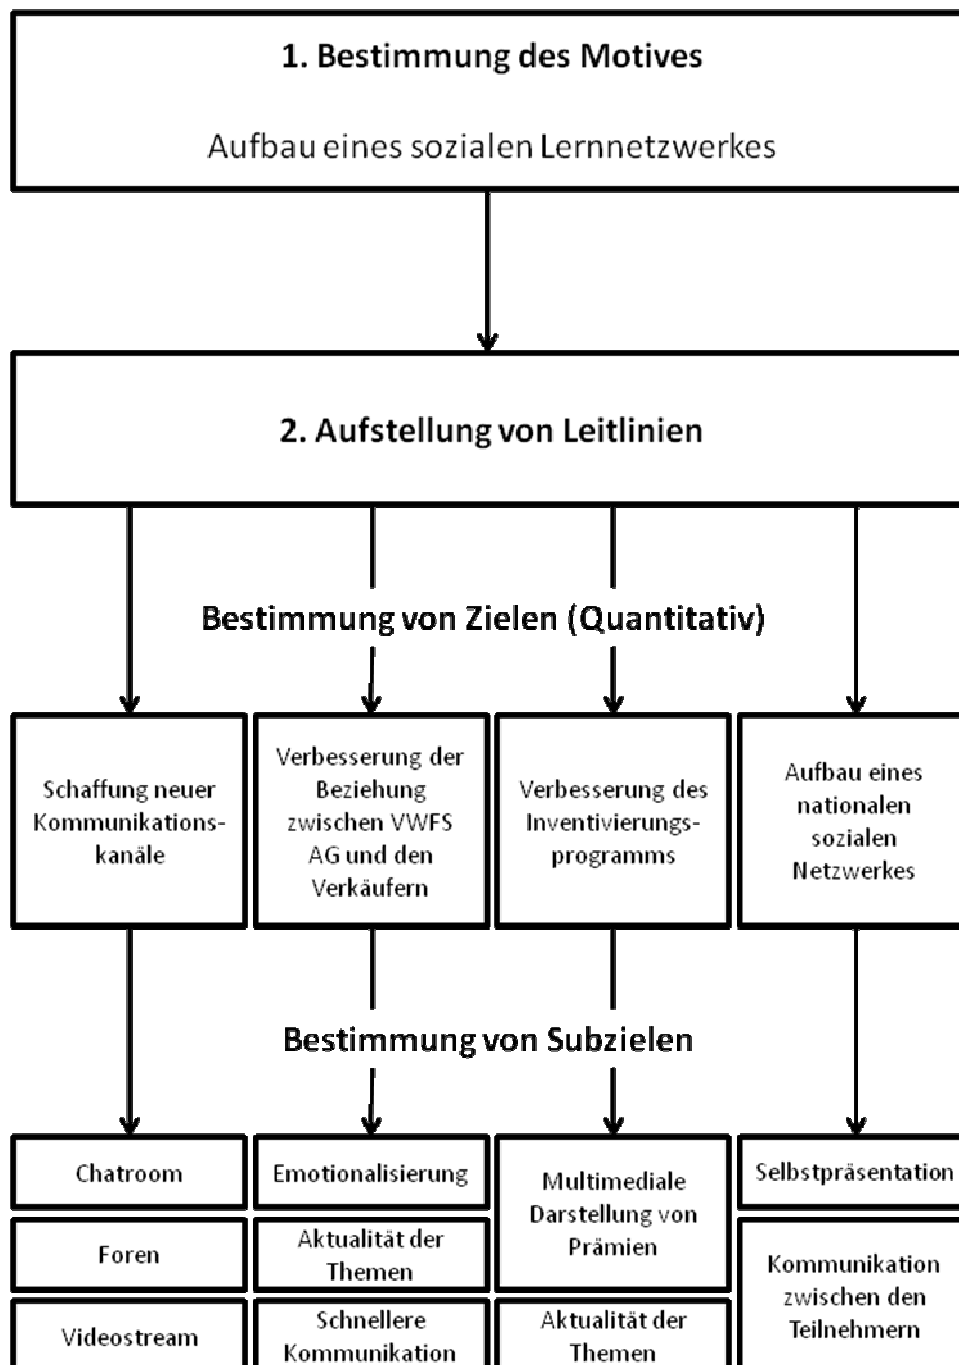 1. Bestimmung des Motives
Aufbau eines sozialen Lernnetzwerkes
2. Aufstellung von Leitlinien
Bestimmung von Zielen (Quantitativ)
Schaffung neuer
Kommunikations-
kanäle
Verbesserung der
Beziehung
zwischen VWFS
AG und den
Verkäufern
Verbesserung des
Inventivierungs-
programms
Aufbau eines
nationalen
sozialen
Netzwerkes
Bestimmung von Subzielen
Chatroom
Foren
Videostream
Emotionalisierung
Aktualität der
Themen
Schnellere
Kommunikation
Multimediale
Darstellung von
Prämien
Aktualität der
Themen
Selbstpräsentation
Kommunikation
zwischen den
Teilnehmern